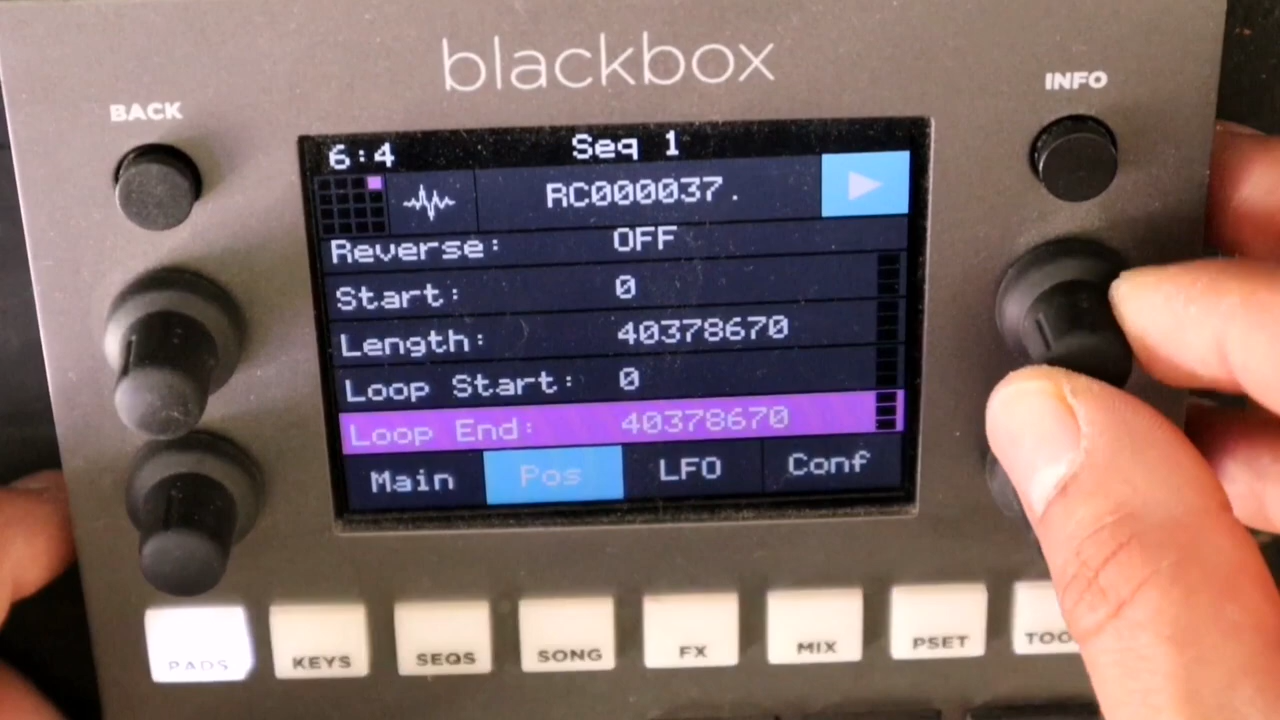 blackbox
BACK
INFO
6:4 Seq 1
RC000037.
Reverse: OFF
Start: 0
Length: 40378670
Loop Start: 0
Loop End: 40378670
Main Pos LFO Conf
PADS KEYS SEQS SONG FX MIX PSET